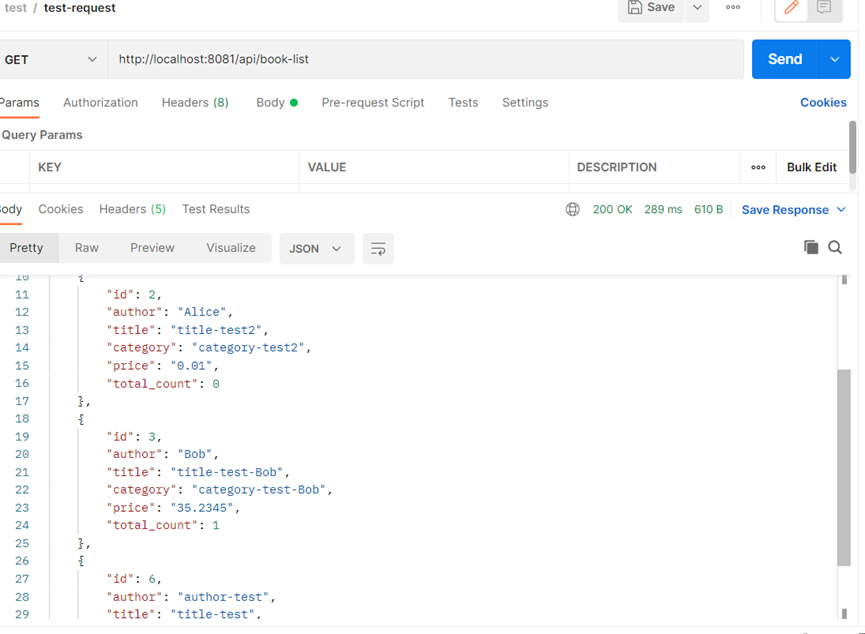 test / test-request
Save
GET http://localhost:8081/api/book-list
Send
Params Authorization Headers (8) Body Pre-request Script Tests Settings Cookies
Query Params
KEY VALUE DESCRIPTION Bulk Edit
Body Cookies Headers (5) Test Results 200 OK 289 ms 610 B Save Response
Pretty Raw Preview Visualize JSON
10 {
11 "id": 2,
12 "author": "Alice",
13 "title": "title-test2",
14 "category": "category-test2",
15 "price": "0.01",
16 "total_count": 0
17 },
18 {
19 "id": 3,
20 "author": "Bob",
21 "title": "title-test-Bob",
22 "category": "category-test-Bob",
23 "price": "35.2345",
24 "total_count": 1
25 },
26 {
27 "id": 6,
28 "author": "author-test",
29 "title": "title-test",